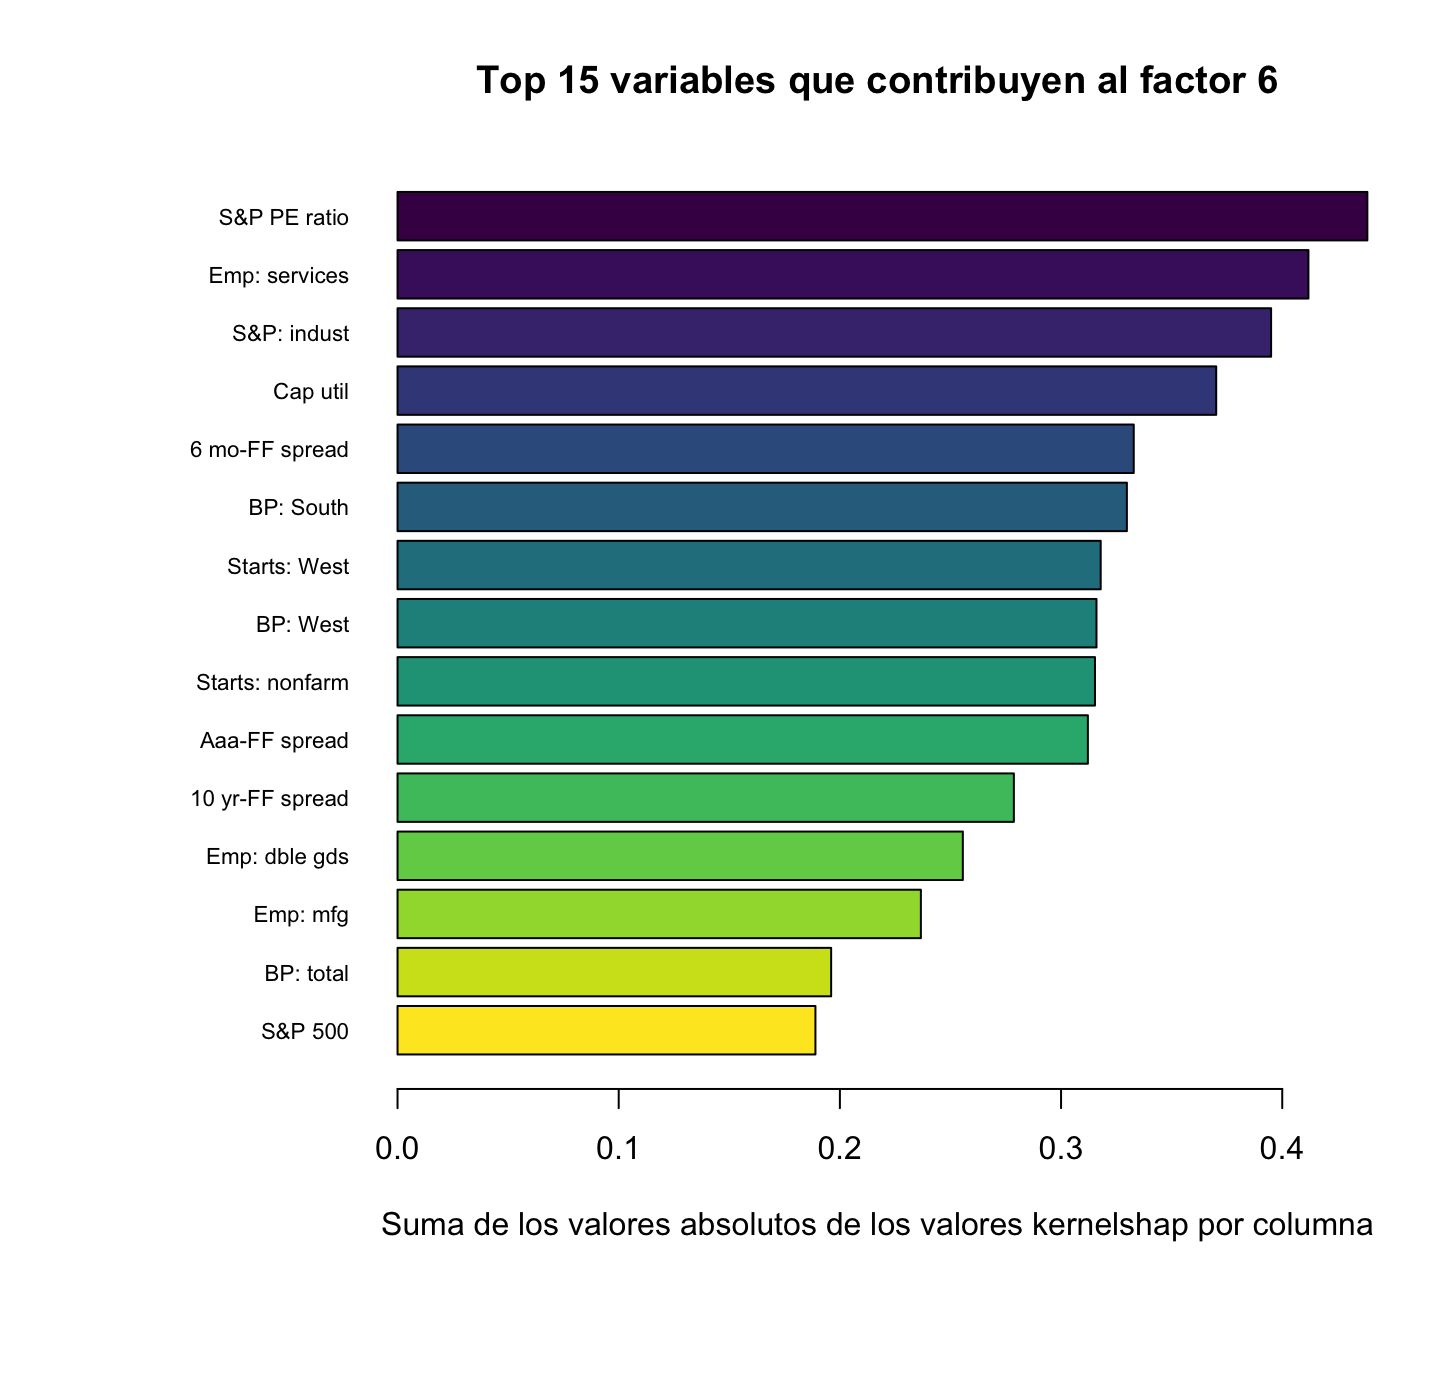 Top 15 variables que contribuyen al factor 6
S&P PE ratio
Emp: services
S&P: indust
Cap util
6 mo-FF spread
BP: South
Starts: West
BP: West
Starts: nonfarm
Aaa-FF spread
10 yr-FF spread
Emp: dble gds
Emp: mfg
BP: total
S&P 500
0.0 0.1 0.2 0.3 0.4
Suma de los valores absolutos de los valores kernelshap por columna